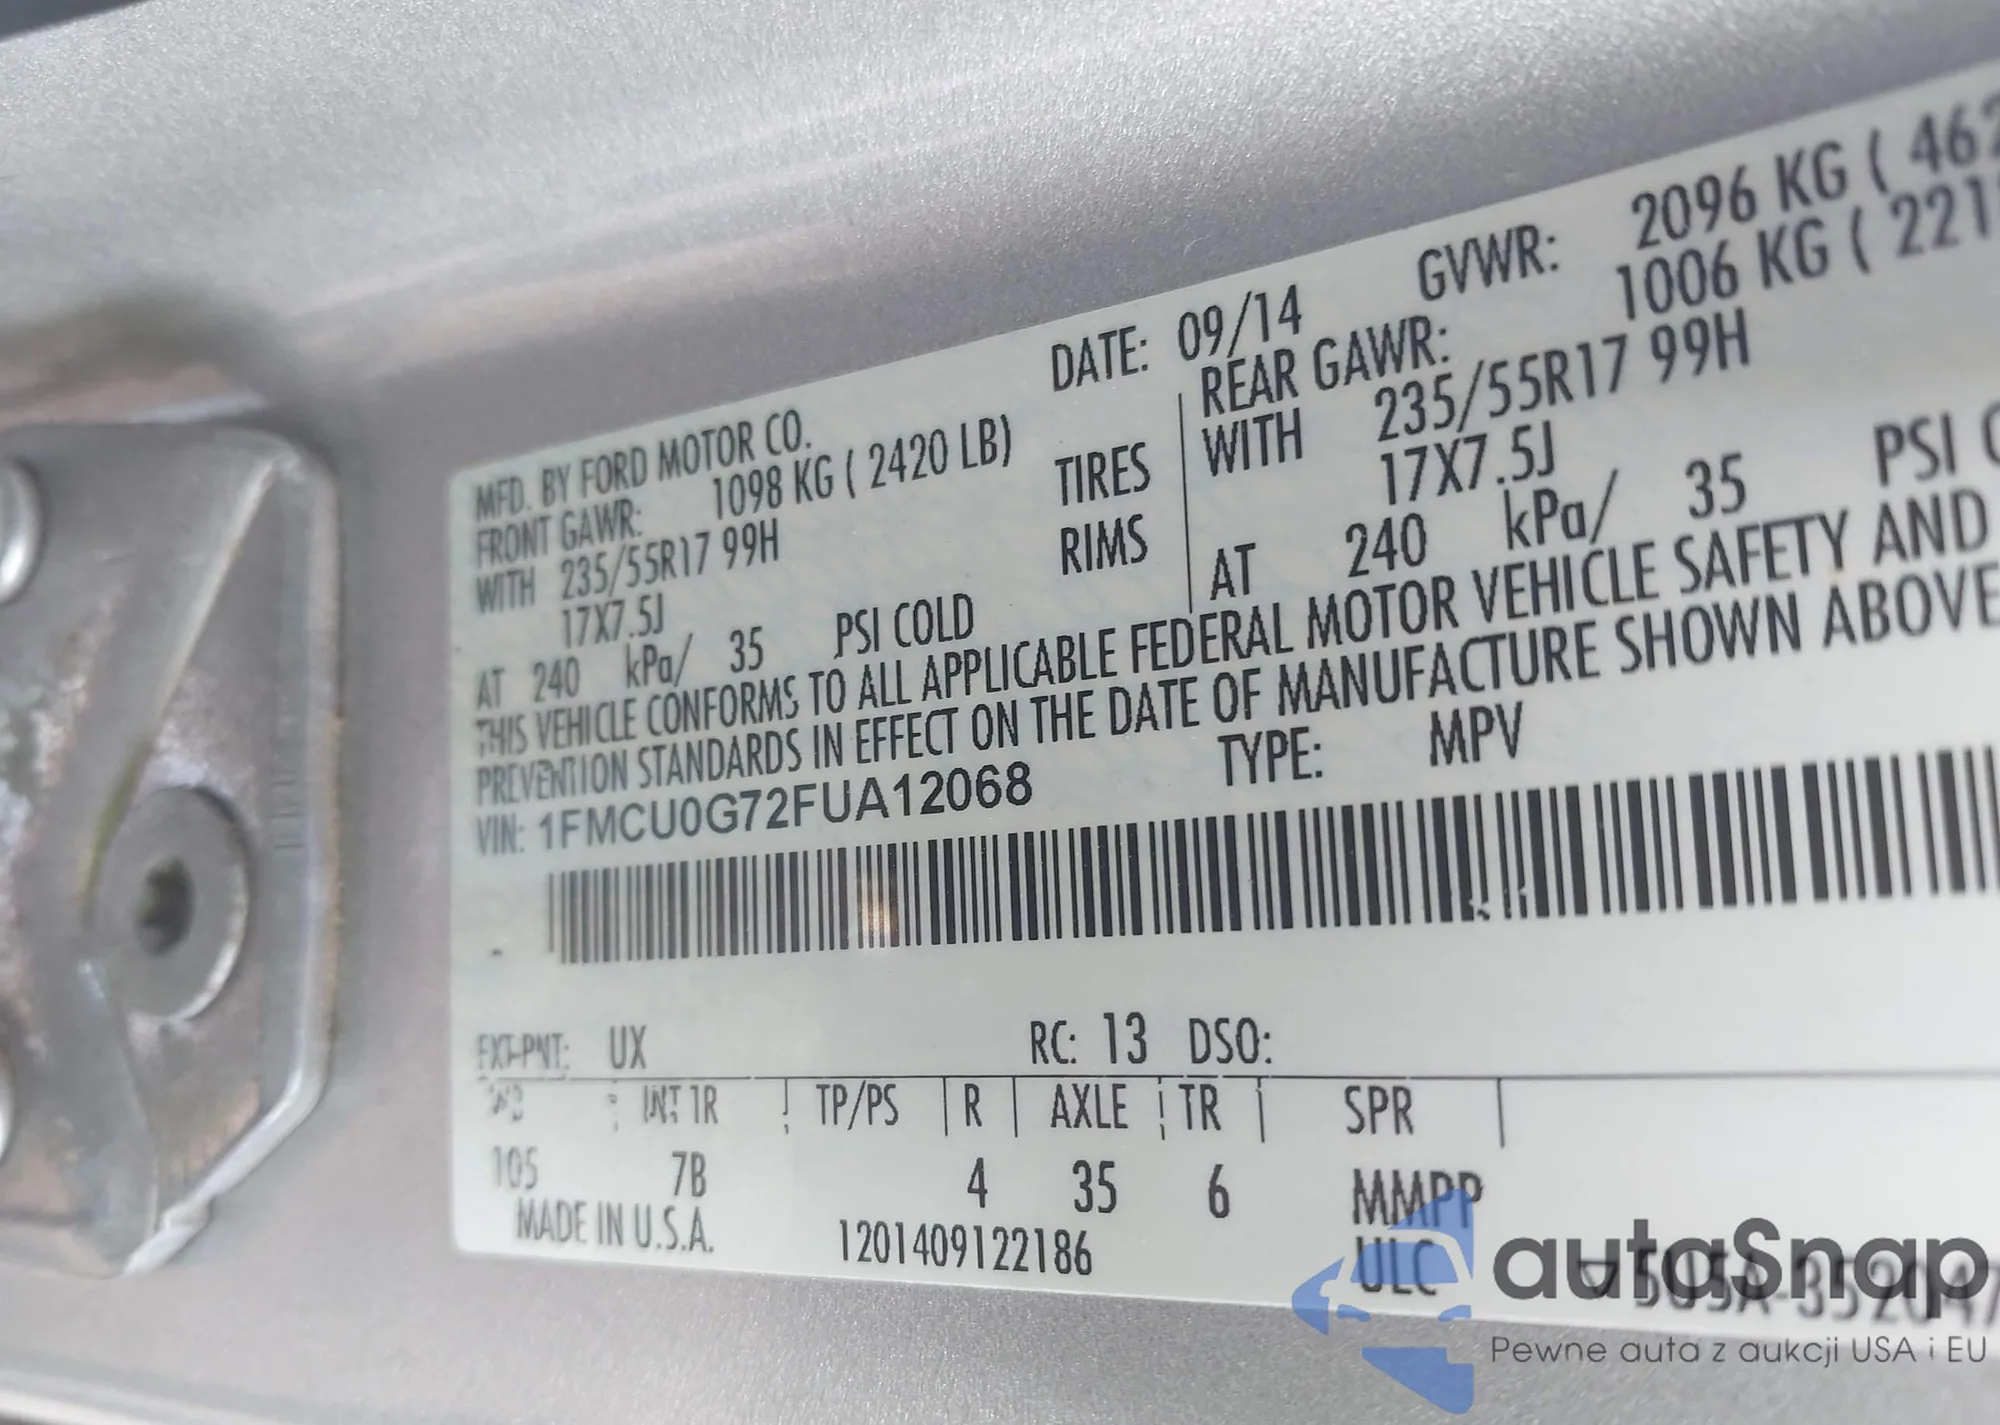 DATE: 09/14 GVWR: 2096 KG ( 462
MFD. BY FORD MOTOR CO.
FRONT GAWR: 1098 KG ( 2420 LB) REAR GAWR: 1006 KG ( 221
WITH 235/55R17 99H TIRES WITH 235/55R17 99H
17X7.5J RIMS 17X7.5J
AT 240 kPa/ 35 PSI COLD AT 240 kPa/ 35 PSI
THIS VEHICLE CONFORMS TO ALL APPLICABLE FEDERAL MOTOR VEHICLE SAFETY AND
PREVENTION STANDARDS IN EFFECT ON THE DATE OF MANUFACTURE SHOWN ABOVE
VIN: 1FMCU0G72FUA12068 TYPE: MPV
EXT-PNT: UX RC: 13 DSO:
INT TR TP/PS R AXLE TR SPR
105 7B 4 35 6 MMPP
MADE IN U.S.A. 1201409122186 ULC
autaSnap
Pewne auta z aukcji USA i EU